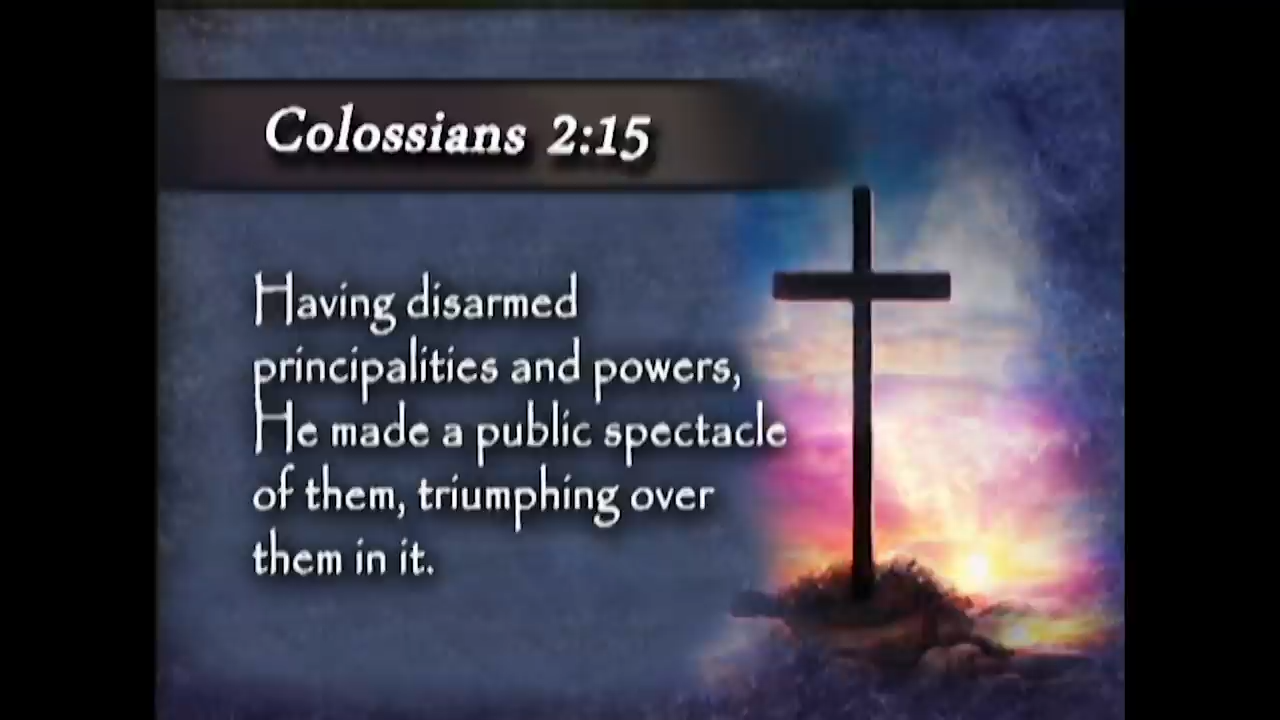 Colossians 2:15
Having disarmed
principalities and powers,
He made a public spectacle
of them, triumphing over
them in it.